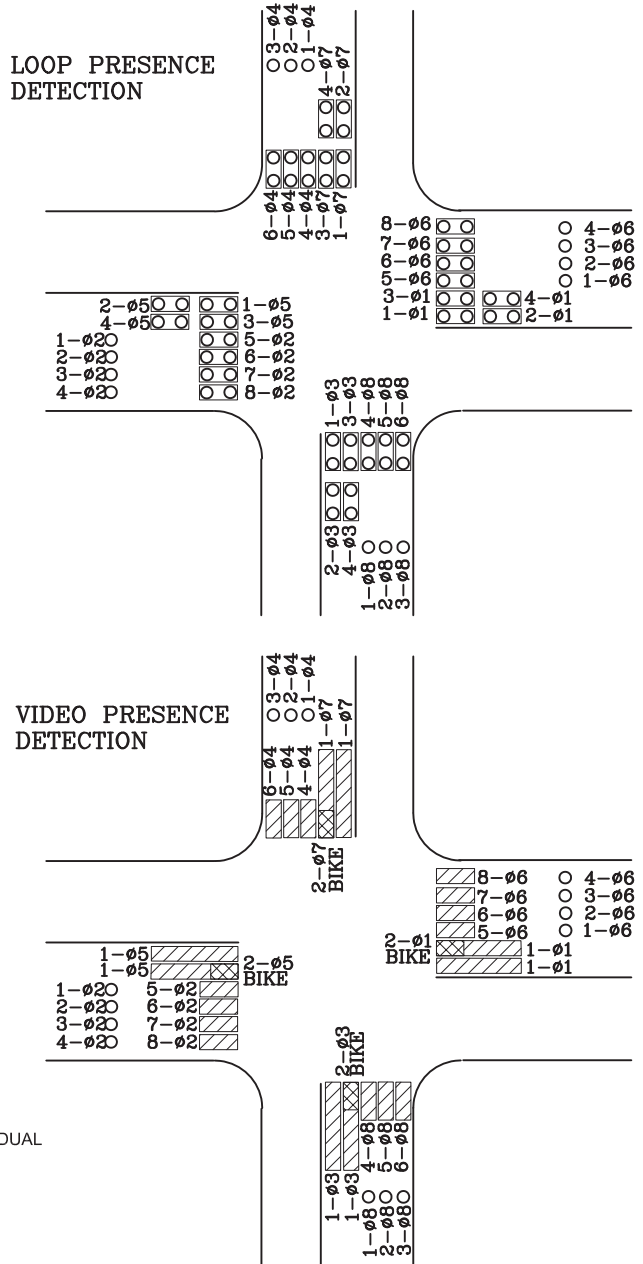 3-ø4
2-ø4
1-ø4
LOOP PRESENCE
DETECTION
4-ø7
2-ø7
6-ø4
5-ø4
4-ø4
3-ø7
1-ø7
8-ø6
4-ø6
7-ø6
3-ø6
6-ø6
2-ø6
5-ø6
1-ø6
3-ø1
4-ø1
1-ø1
2-ø1
2-ø5
1-ø5
4-ø5
3-ø5
1-ø2
5-ø2
2-ø2
6-ø2
3-ø2
7-ø2
4-ø2
8-ø2
1-ø3
3-ø3
4-ø8
5-ø8
6-ø8
2-ø3
4-ø3
1-ø8
2-ø8
3-ø8
3-ø4
2-ø4
1-ø4
VIDEO PRESENCE
DETECTION
1-ø7
1-ø7
6-ø4
5-ø4
4-ø4
2-ø7
BIKE
8-ø6
4-ø6
7-ø6
3-ø6
6-ø6
2-ø6
5-ø6
1-ø6
2-ø1
BIKE
1-ø1
1-ø1
1-ø5
1-ø5
2-ø5
BIKE
1-ø2
5-ø2
2-ø2
6-ø2
3-ø2
7-ø2
4-ø2
8-ø2
2-ø3
BIKE
DUAL
4-ø8
5-ø8
6-ø8
1-ø3
1-ø3
1-ø8
2-ø8
3-ø8